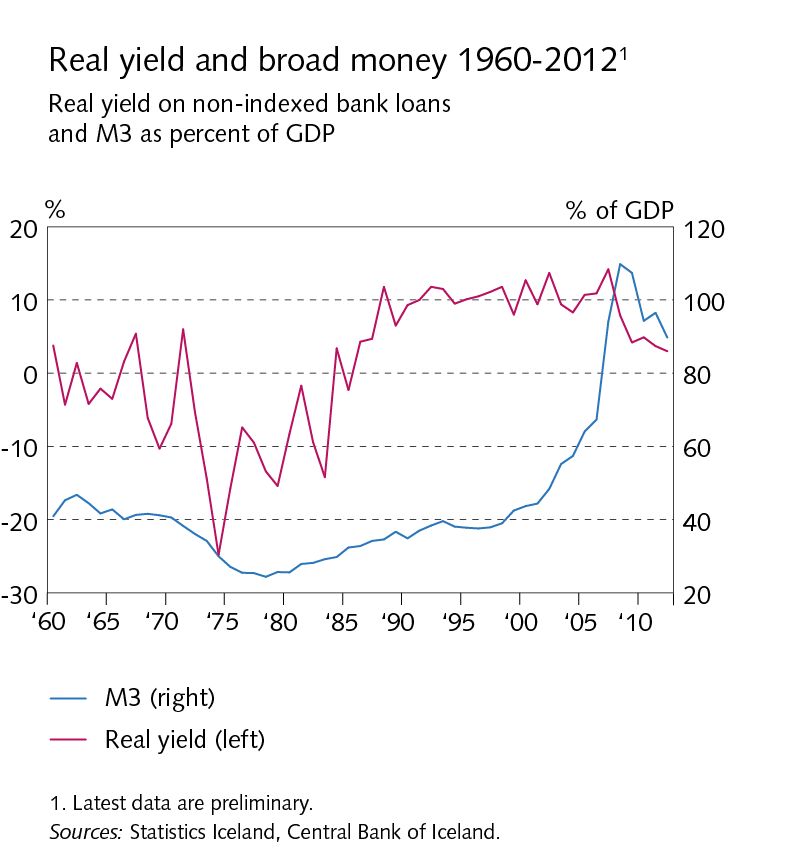 Real yield and broad money 1960-2012¹
Real yield on non-indexed bank loans
and M3 as percent of GDP
% % of GDP
20 120
10 100
0 80
-10 60
-20 40
-30 20
‘60 ‘65 ‘70 ‘75 ‘80 ‘85 ‘90 ‘95 ‘00 ‘05 ‘10
M3 (right)
Real yield (left)
1. Latest data are preliminary.
Sources: Statistics Iceland, Central Bank of Iceland.